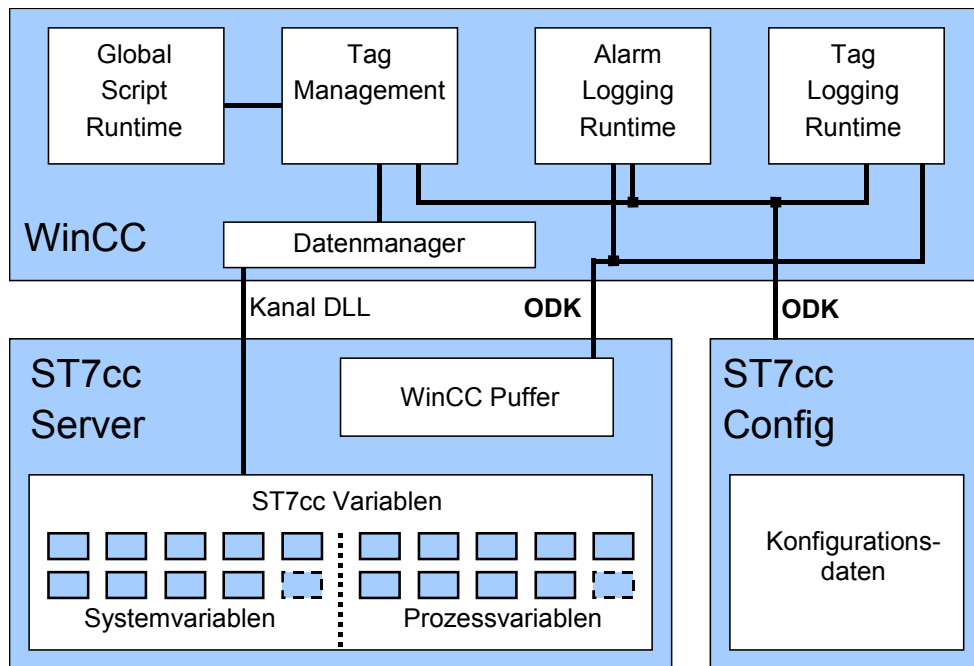 Global
Script
Runtime
Tag
Management
Alarm
Logging
Runtime
Tag
Logging
Runtime
WinCC
Datenmanager
Kanal DLL
ODK
ODK
ST7cc
Server
WinCC Puffer
ST7cc
Config
ST7cc Variablen
Systemvariablen
Prozessvariablen
Konfigurations-
daten